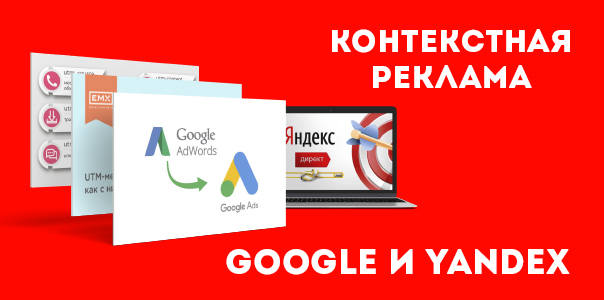 КОНТЕКСТНАЯ
РЕКЛАМА
EMX
UTM-ме
как с н
Google
AdWords
Google Ads
Яндекс
директ
GOOGLE И YANDEX